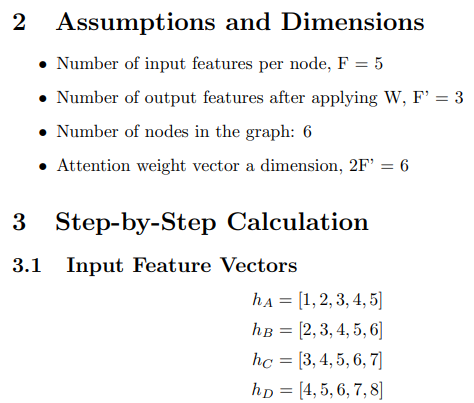 2 Assumptions and Dimensions
• Number of input features per node, F = 5
• Number of output features after applying W, F’ = 3
• Number of nodes in the graph: 6
• Attention weight vector a dimension, 2F’ = 6
3 Step-by-Step Calculation
3.1 Input Feature Vectors
h_A = [1, 2, 3, 4, 5]
h_B = [2, 3, 4, 5, 6]
h_C = [3, 4, 5, 6, 7]
h_D = [4, 5, 6, 7, 8]